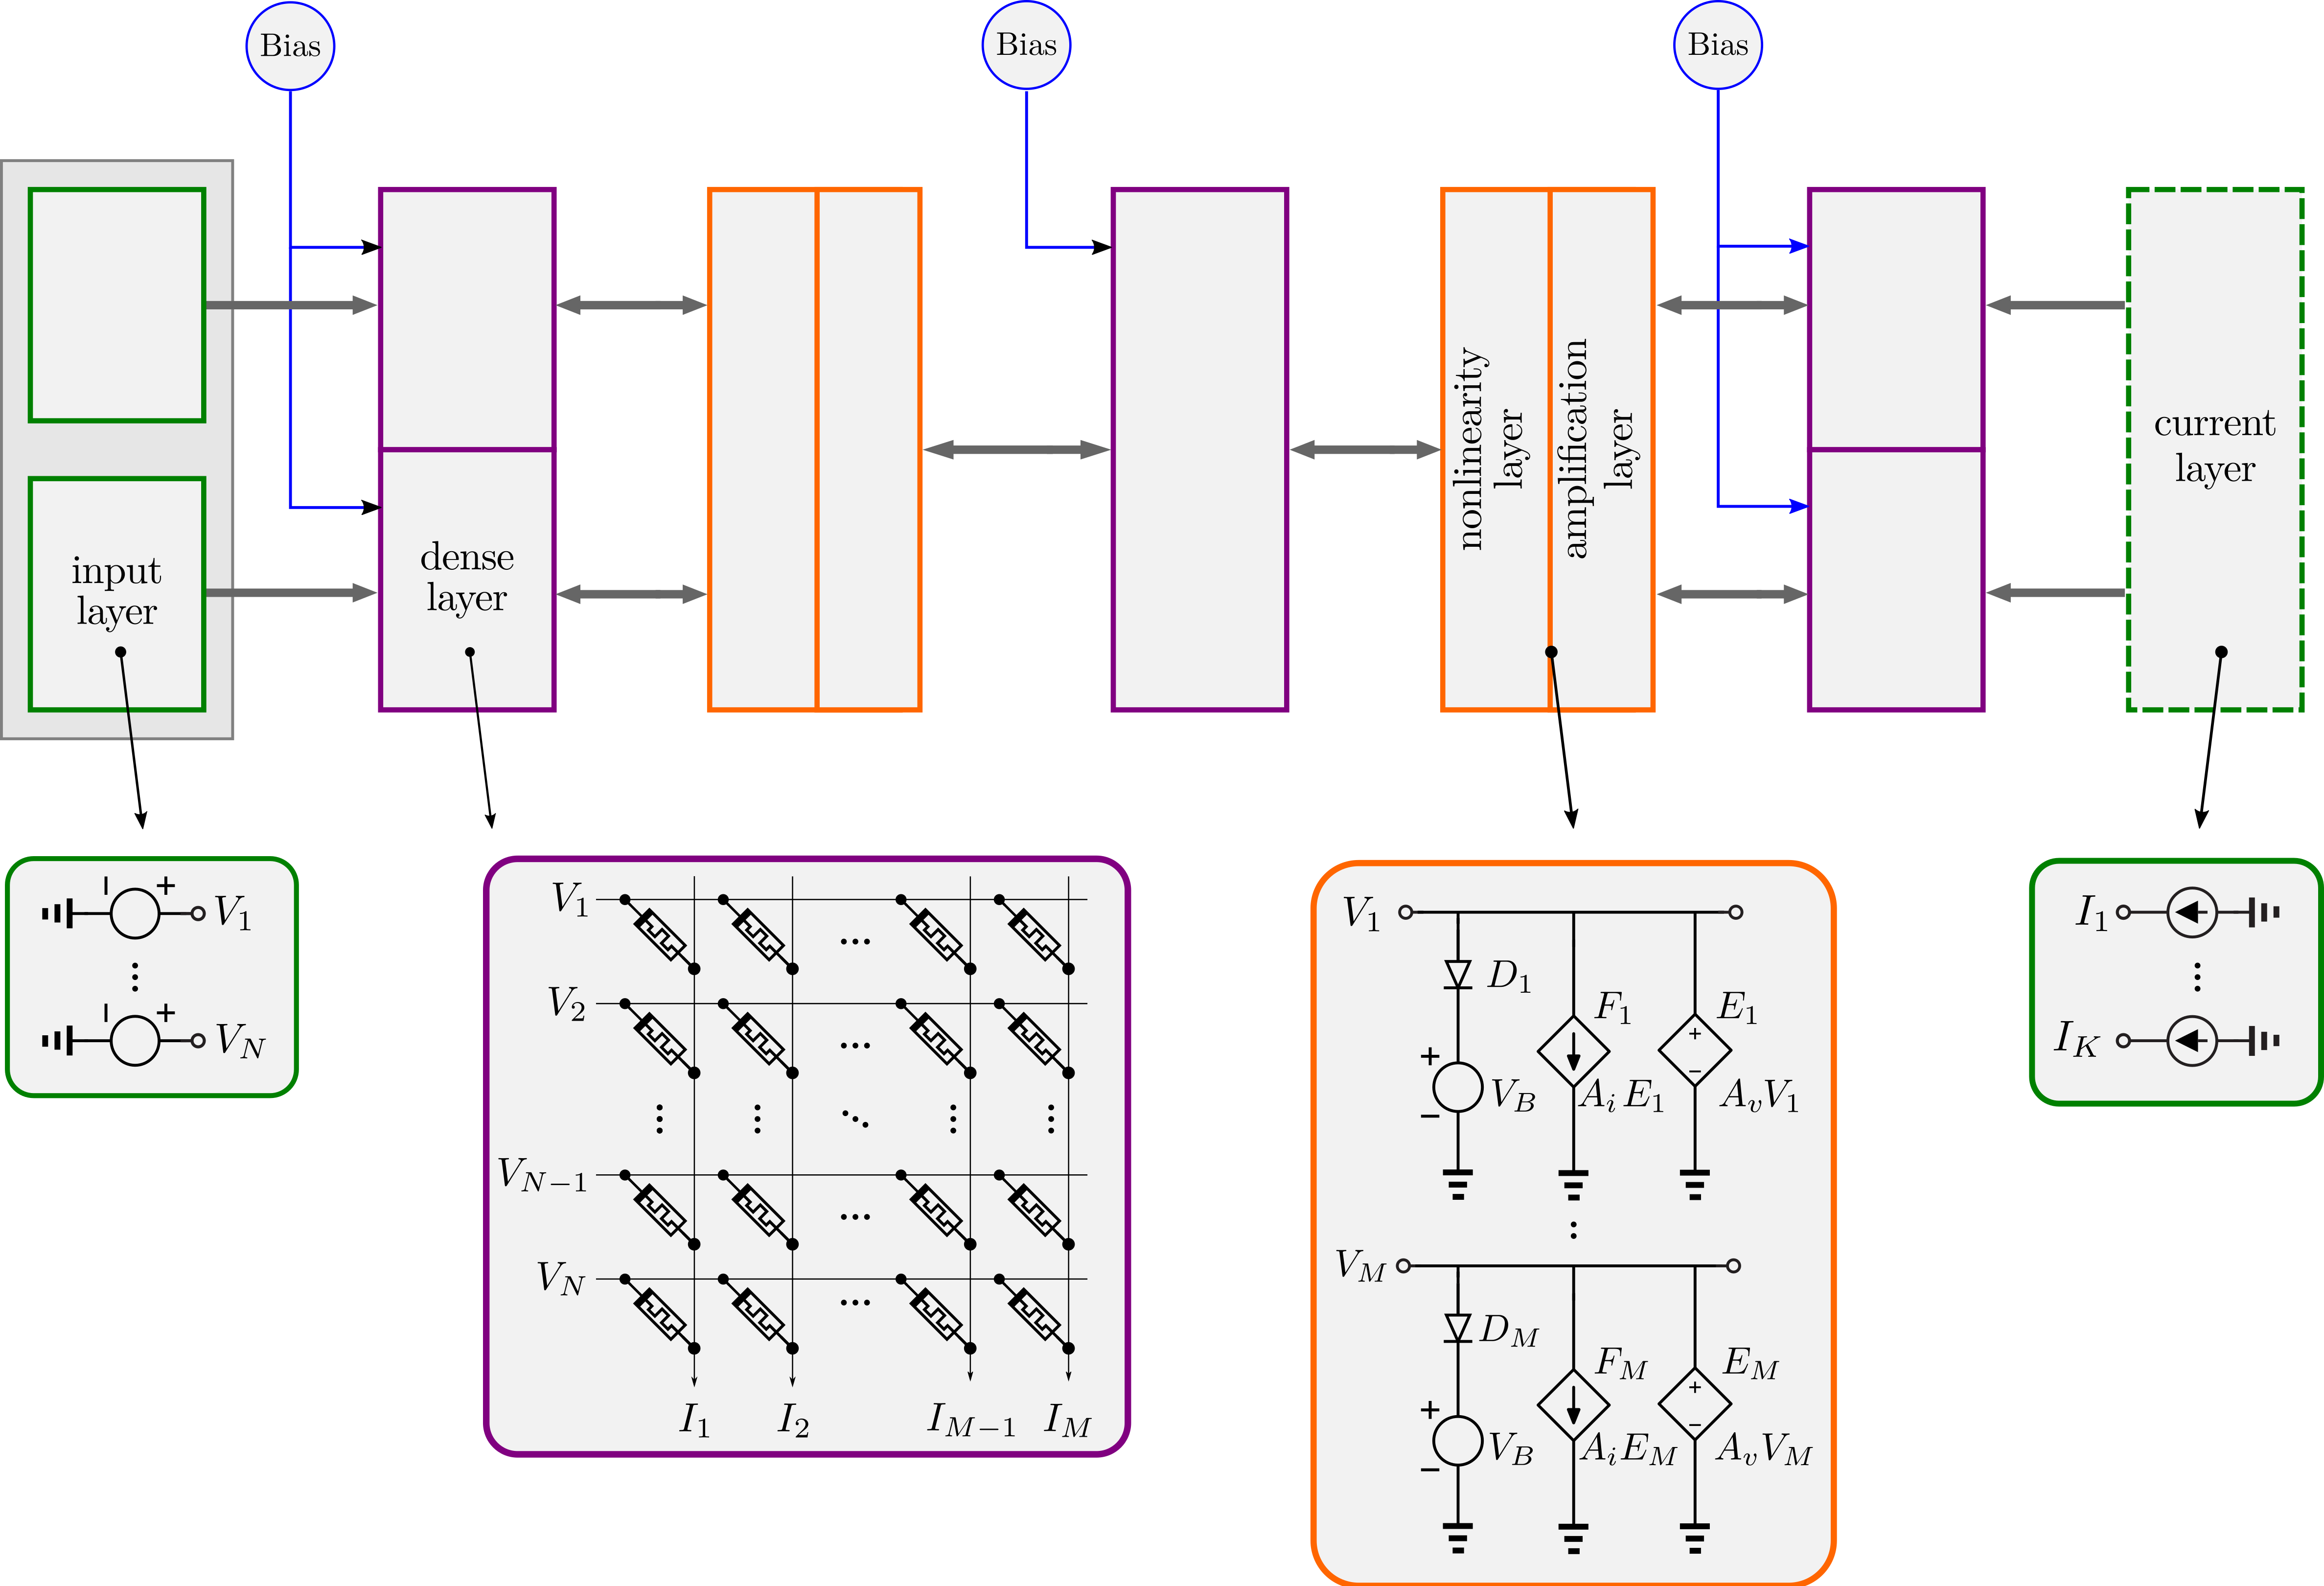 Bias
Bias
Bias
input
layer
dense
layer
nonlinearity
layer
amplification
layer
current
layer
− +
V_1
− +
V_N
V_1
V_2
V_{N−1}
V_N
I_1 I_2 I_{M−1} I_M
V_1
D_1
F_1 E_1
+ V_B −
A_i E_1
+ −
A_v V_1
V_M
D_M
F_M E_M
+ V_B −
A_i E_M
+ −
A_v V_M
I_1
I_K